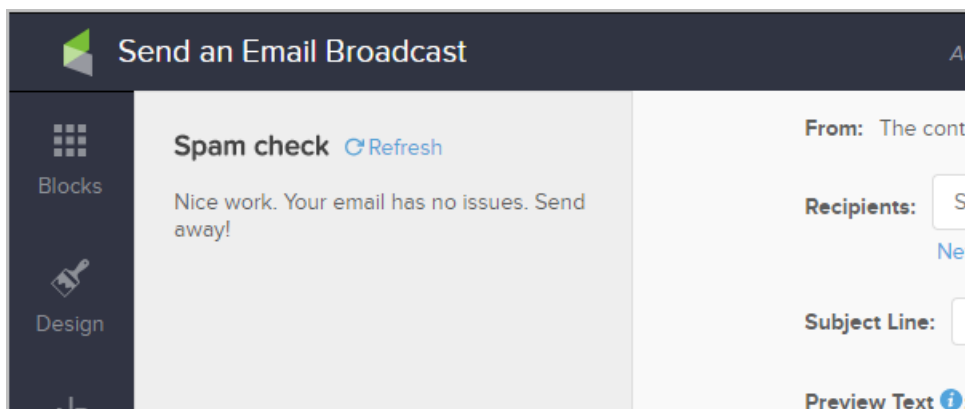 Send an Email Broadcast
Blocks
Design
Spam check Refresh
Nice work. Your email has no issues. Send
away!
From: The cont
Recipients:
Subject Line:
Preview Text